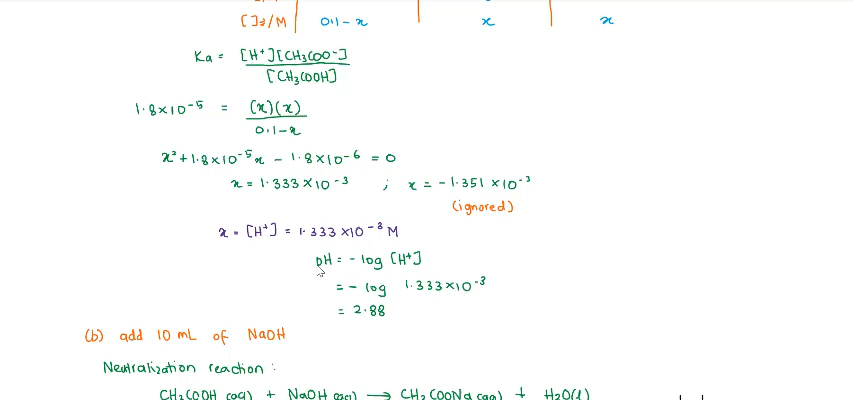 [ ]⇌/M 0.1 - x x x
Ka = [H⁺][CH₃COO⁻]
[CH₃COOH]
1.8×10⁻⁵ = (x)(x)
0.1-x
x² + 1.8×10⁻⁵x - 1.8×10⁻⁶ = 0
x = 1.333×10⁻³ ; x = -1.351×10⁻³
(ignored)
x = [H⁺] = 1.333×10⁻³ M
pH = - log [H⁺]
= - log 1.333×10⁻³
= 2.88
(b) add 10 mL of NaOH
Neutralization reaction :
CH₃COOH (aq) + NaOH (aq) → CH₃COONa (aq) + H₂O(l)